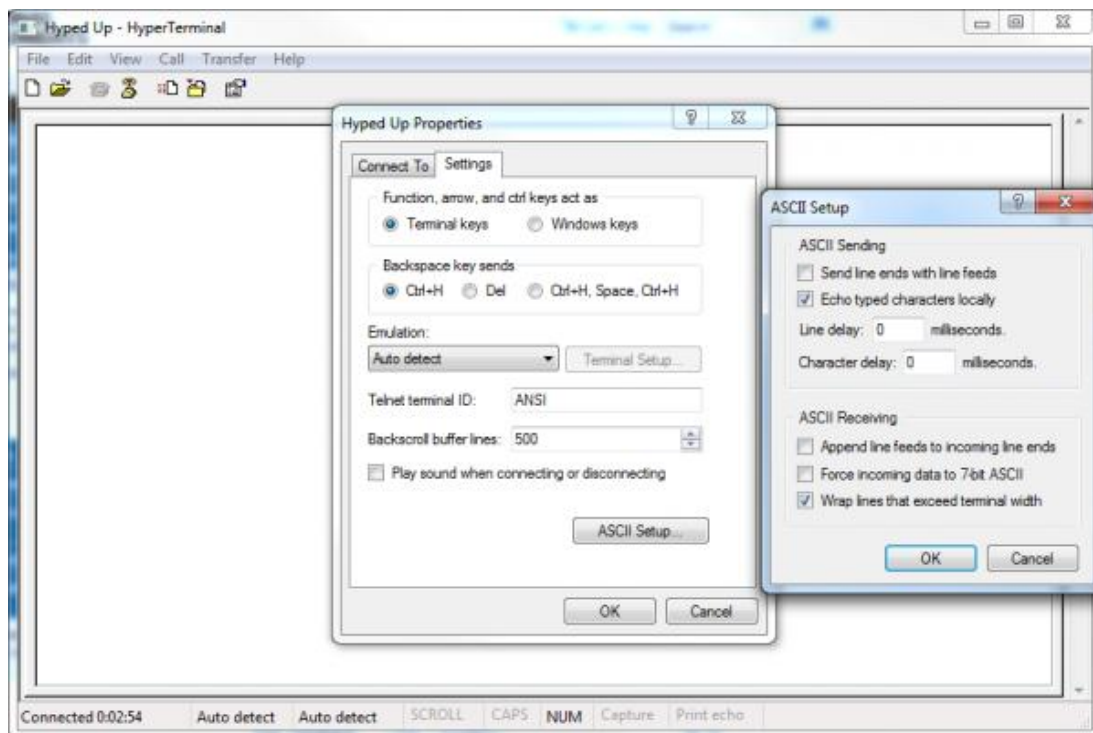 Hyped Up - HyperTerminal
File Edit View Call Transfer Help
Hyped Up Properties
Connect To Settings
Function, arrow, and ctrl keys act as
Terminal keys Windows keys
Backspace key sends
Ctrl+H Del Ctrl+H, Space, Ctrl+H
Emulation:
Auto detect Terminal Setup...
Telnet terminal ID: ANSI
Backscroll buffer lines: 500
Play sound when connecting or disconnecting
ASCII Setup...
OK Cancel
ASCII Setup
ASCII Sending
Send line ends with line feeds
Echo typed characters locally
Line delay: 0 milliseconds.
Character delay: 0 milliseconds.
ASCII Receiving
Append line feeds to incoming line ends
Force incoming data to 7-bit ASCII
Wrap lines that exceed terminal width
OK Cancel
Connected 0:02:54 Auto detect Auto detect SCROLL CAPS NUM Capture Print echo